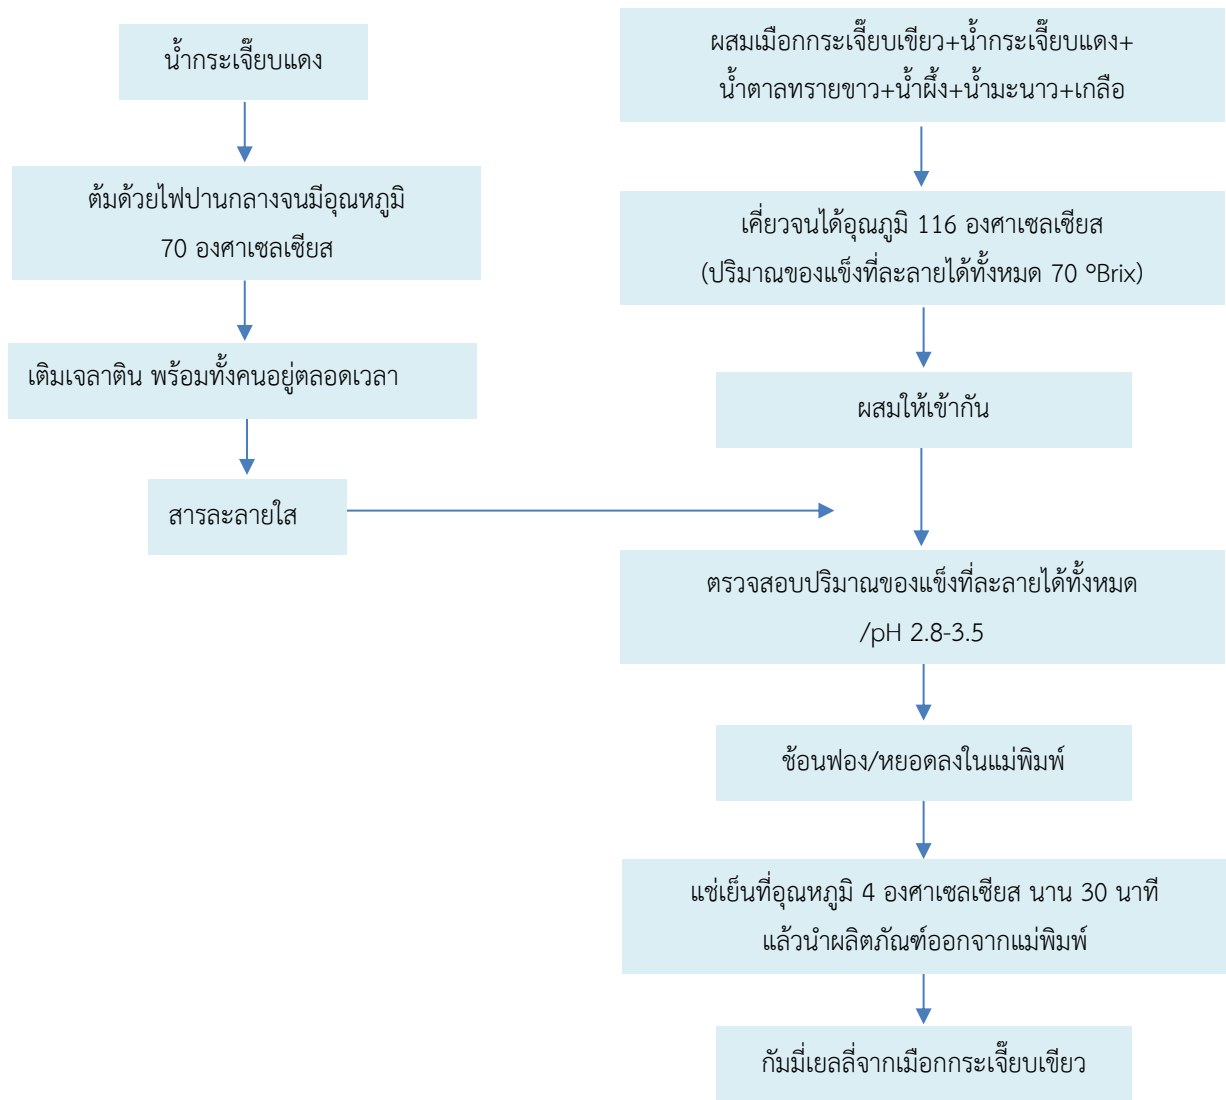 น้ำกระเจี๊ยบแดง
ต้มด้วยไฟปานกลางจนมีอุณหภูมิ
70 องศาเซลเซียส
เติมเจลาติน พร้อมทั้งคนอยู่ตลอดเวลา
สารละลายใส
ผสมเมือกกระเจี๊ยบเขียว+น้ำกระเจี๊ยบแดง+
น้ำตาลทรายขาว+น้ำผึ้ง+น้ำมะนาว+เกลือ
เคี่ยวจนได้อุณภูมิ 116 องศาเซลเซียส
(ปริมาณของแข็งที่ละลายได้ทั้งหมด 70 °Brix)
ผสมให้เข้ากัน
ตรวจสอบปริมาณของแข็งที่ละลายได้ทั้งหมด
/pH 2.8-3.5
ช้อนฟอง/หยอดลงในแม่พิมพ์
แช่เย็นที่อุณหภูมิ 4 องศาเซลเซียส นาน 30 นาที
แล้วนำผลิตภัณฑ์ออกจากแม่พิมพ์
กัมมี่เยลลี่จากเมือกกระเจี๊ยบเขียว